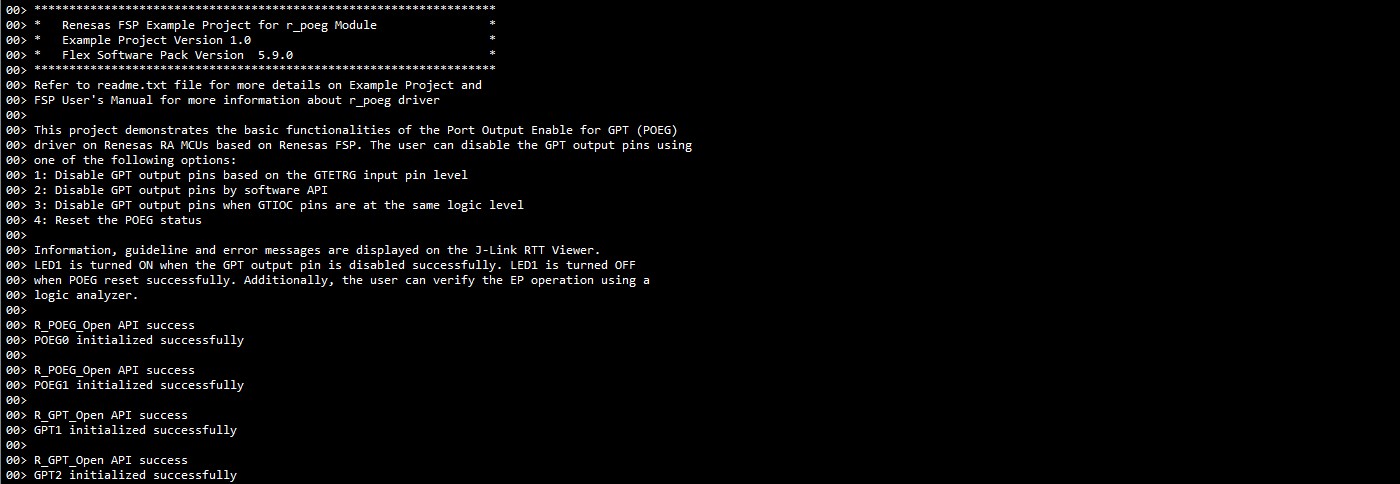 00> ******************************************************************
00> *   Renesas FSP Example Project for r_poeg Module                *
00> *   Example Project Version 1.0                                  *
00> *   Flex Software Pack Version  5.9.0                            *
00> ******************************************************************
00> Refer to readme.txt file for more details on Example Project and
00> FSP User's Manual for more information about r_poeg driver
00>
00> This project demonstrates the basic functionalities of the Port Output Enable for GPT (POEG)
00> driver on Renesas RA MCUs based on Renesas FSP. The user can disable the GPT output pins using
00> one of the following options:
00> 1: Disable GPT output pins based on the GTETRG input pin level
00> 2: Disable GPT output pins by software API
00> 3: Disable GPT output pins when GTIOC pins are at the same logic level
00> 4: Reset the POEG status
00>
00> Information, guideline and error messages are displayed on the J-Link RTT Viewer.
00> LED1 is turned ON when the GPT output pin is disabled successfully. LED1 is turned OFF
00> when POEG reset successfully. Additionally, the user can verify the EP operation using a
00> logic analyzer.
00>
00> R_POEG_Open API success
00> POEG0 initialized successfully
00>
00> R_POEG_Open API success
00> POEG1 initialized successfully
00>
00> R_GPT_Open API success
00> GPT1 initialized successfully
00>
00> R_GPT_Open API success
00> GPT2 initialized successfully